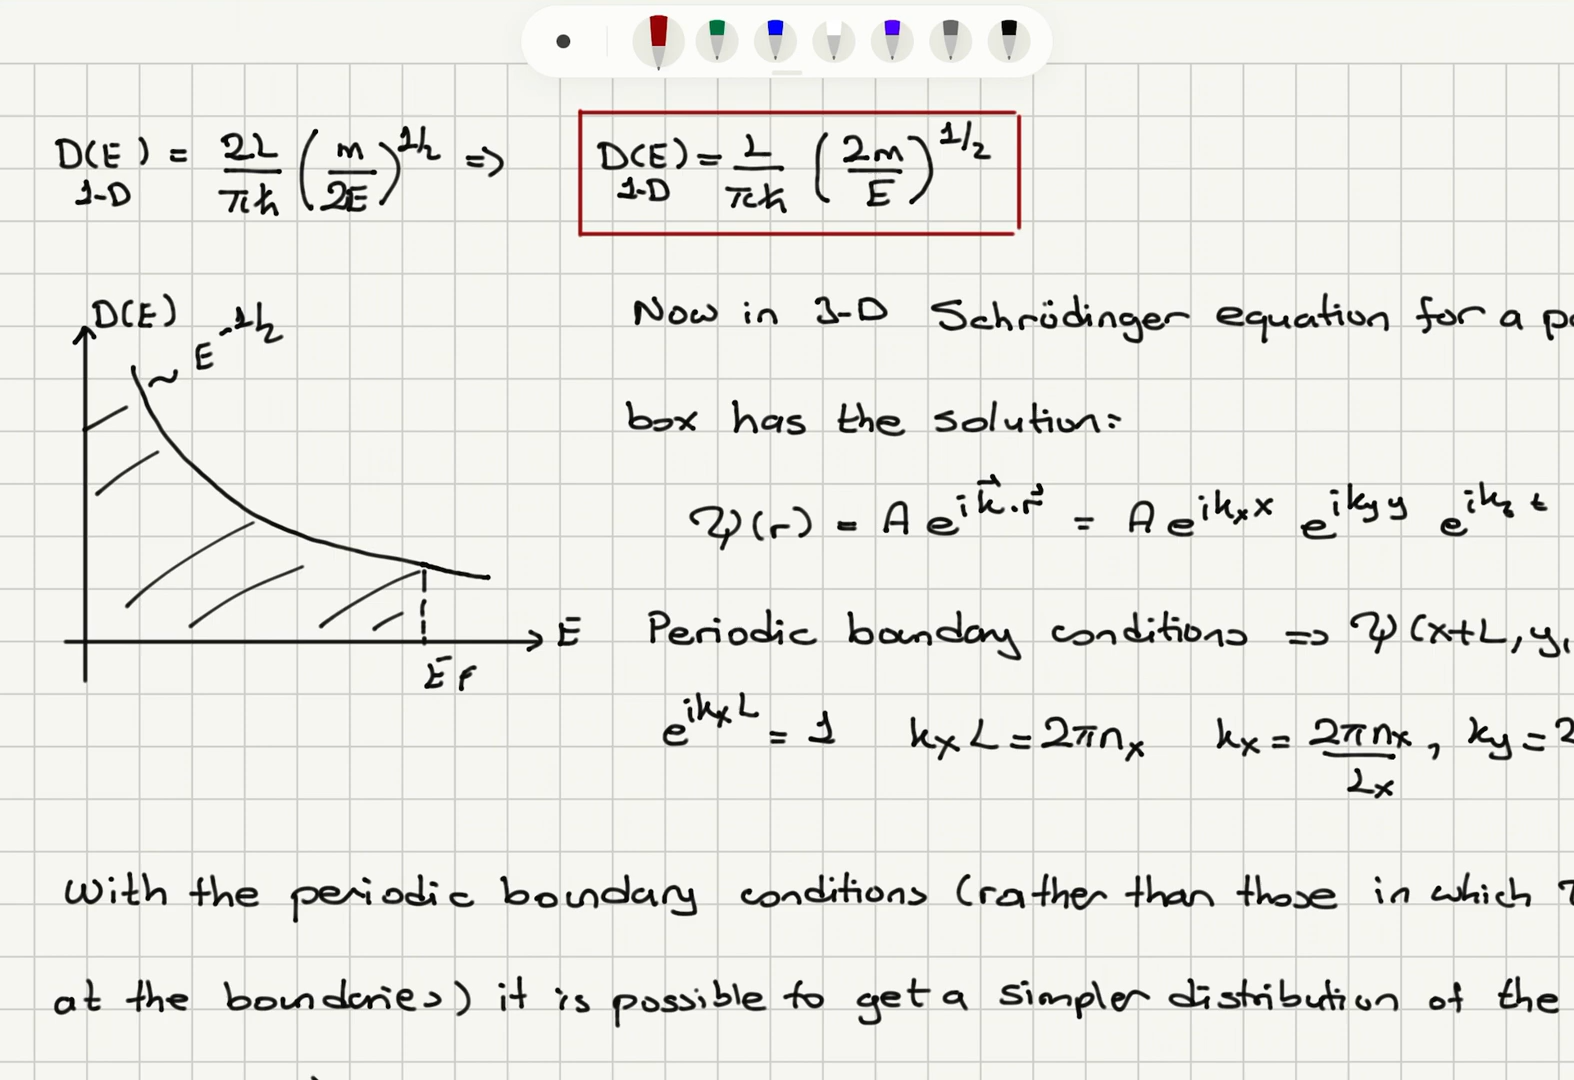 D(E)1-D = 2L/πħ (m/2E)^1/2 => D(E)1-D = L/πħ (2m/E)^1/2
D(E)
~ E^-1/2
E
EF
Now in 3-D Schrödinger equation for a
box has the solution:
ψ(r) = A e^i𝑘⃗·𝑟⃗ = A e^ikxx e^ikyy e^ikz z
Periodic bounday conditions => ψ(x+L, y,
e^ikxL = 1 kxL = 2πnx kx = 2πnx/Lx, ky = 2
with the periodic boundary conditions (rather than those in which
at the boundaries) it is possible to get a simpler distribution of the